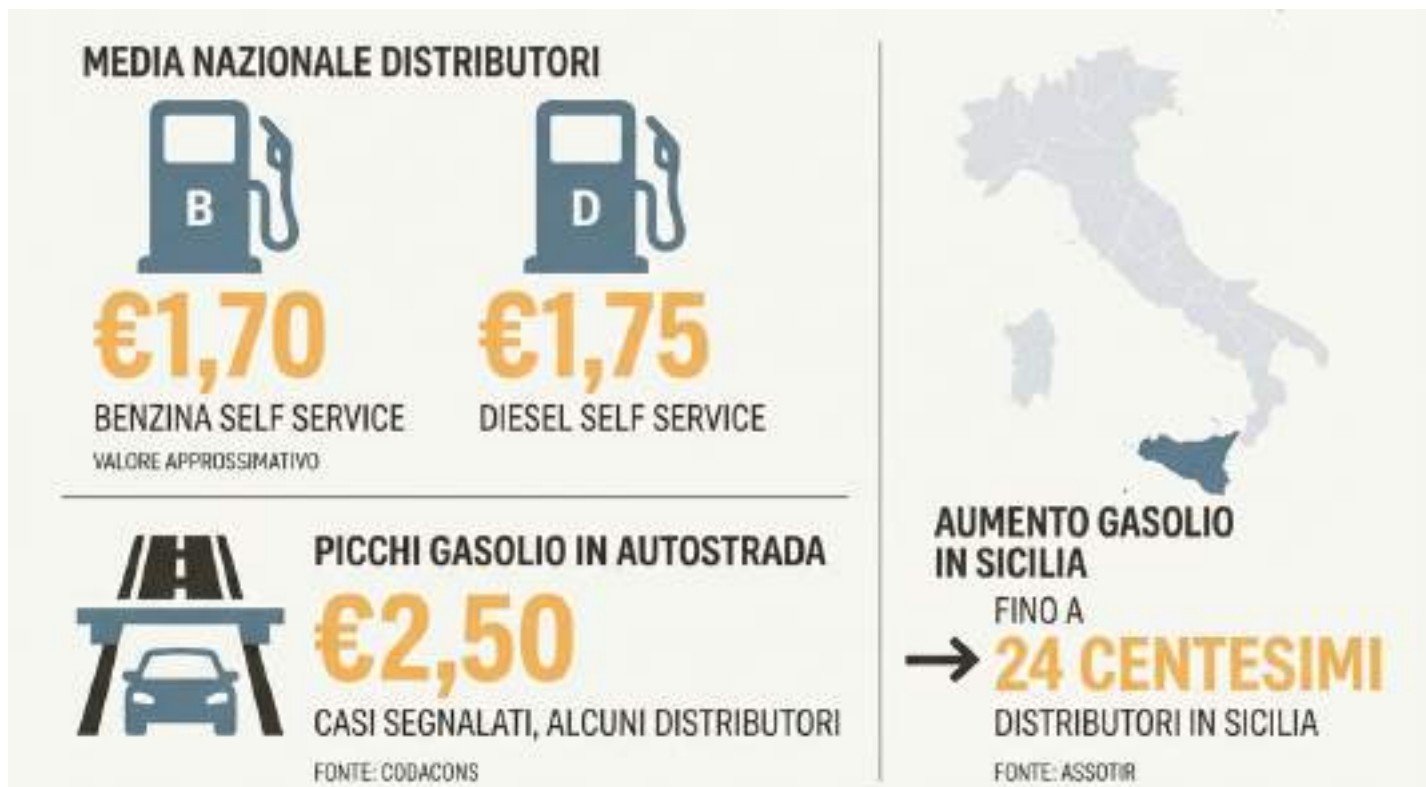 MEDIA NAZIONALE DISTRIBUTORI
B
D
€1,70
€1,75
BENZINA SELF SERVICE
DIESEL SELF SERVICE
VALORE APPROSSIMATIVO
PICCHI GASOLIO IN AUTOSTRADA
€2,50
CASI SEGNALATI, ALCUNI DISTRIBUTORI
FONTE: CODACONS
AUMENTO GASOLIO
IN SICILIA
FINO A
24 CENTESIMI
DISTRIBUTORI IN SICILIA
FONTE: ASSOTIR